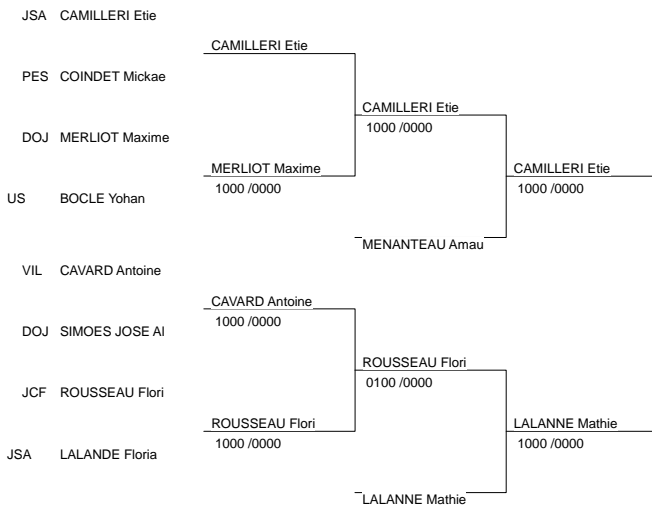 JSA CAMILLERI Etie
CAMILLERI Etie
PES COINDET Mickae
CAMILLERI Etie
1000 /0000
DOJ MERLIOT Maxime
MERLIOT Maxime
1000 /0000
CAMILLERI Etie
1000 /0000
US BOCLE Yohan
MENANTEAU Amau
VIL CAVARD Antoine
CAVARD Antoine
1000 /0000
DOJ SIMOES JOSE Al
ROUSSEAU Flori
0100 /0000
JCF ROUSSEAU Flori
ROUSSEAU Flori
1000 /0000
LALANNE Mathie
1000 /0000
JSA LALANDE Floria
LALANNE Mathie